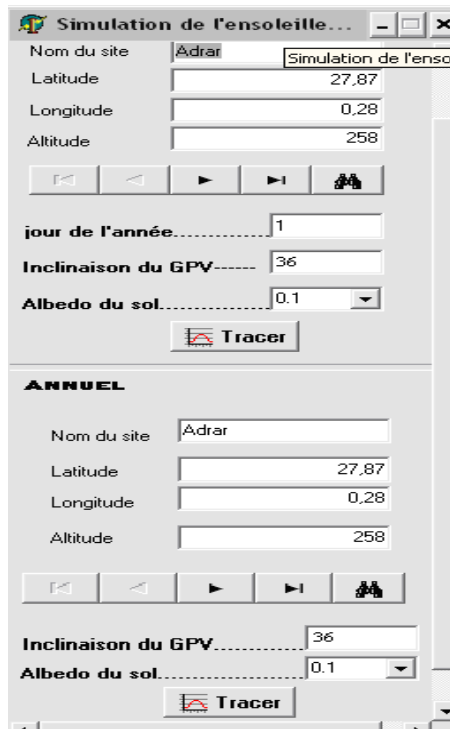 Simulation de l'ensoleille...
Nom du site Adrar
Simulation de l'enso
Latitude 27,87
Longitude 0,28
Altitude 258
jour de l'année............. 1
Inclinaison du GPV------ 36
Albedo du sol............... 0.1
Tracer
ANNUEL
Nom du site Adrar
Latitude 27,87
Longitude 0,28
Altitude 258
Inclinaison du GPV............. 36
Albedo du sol...................... 0.1
Tracer